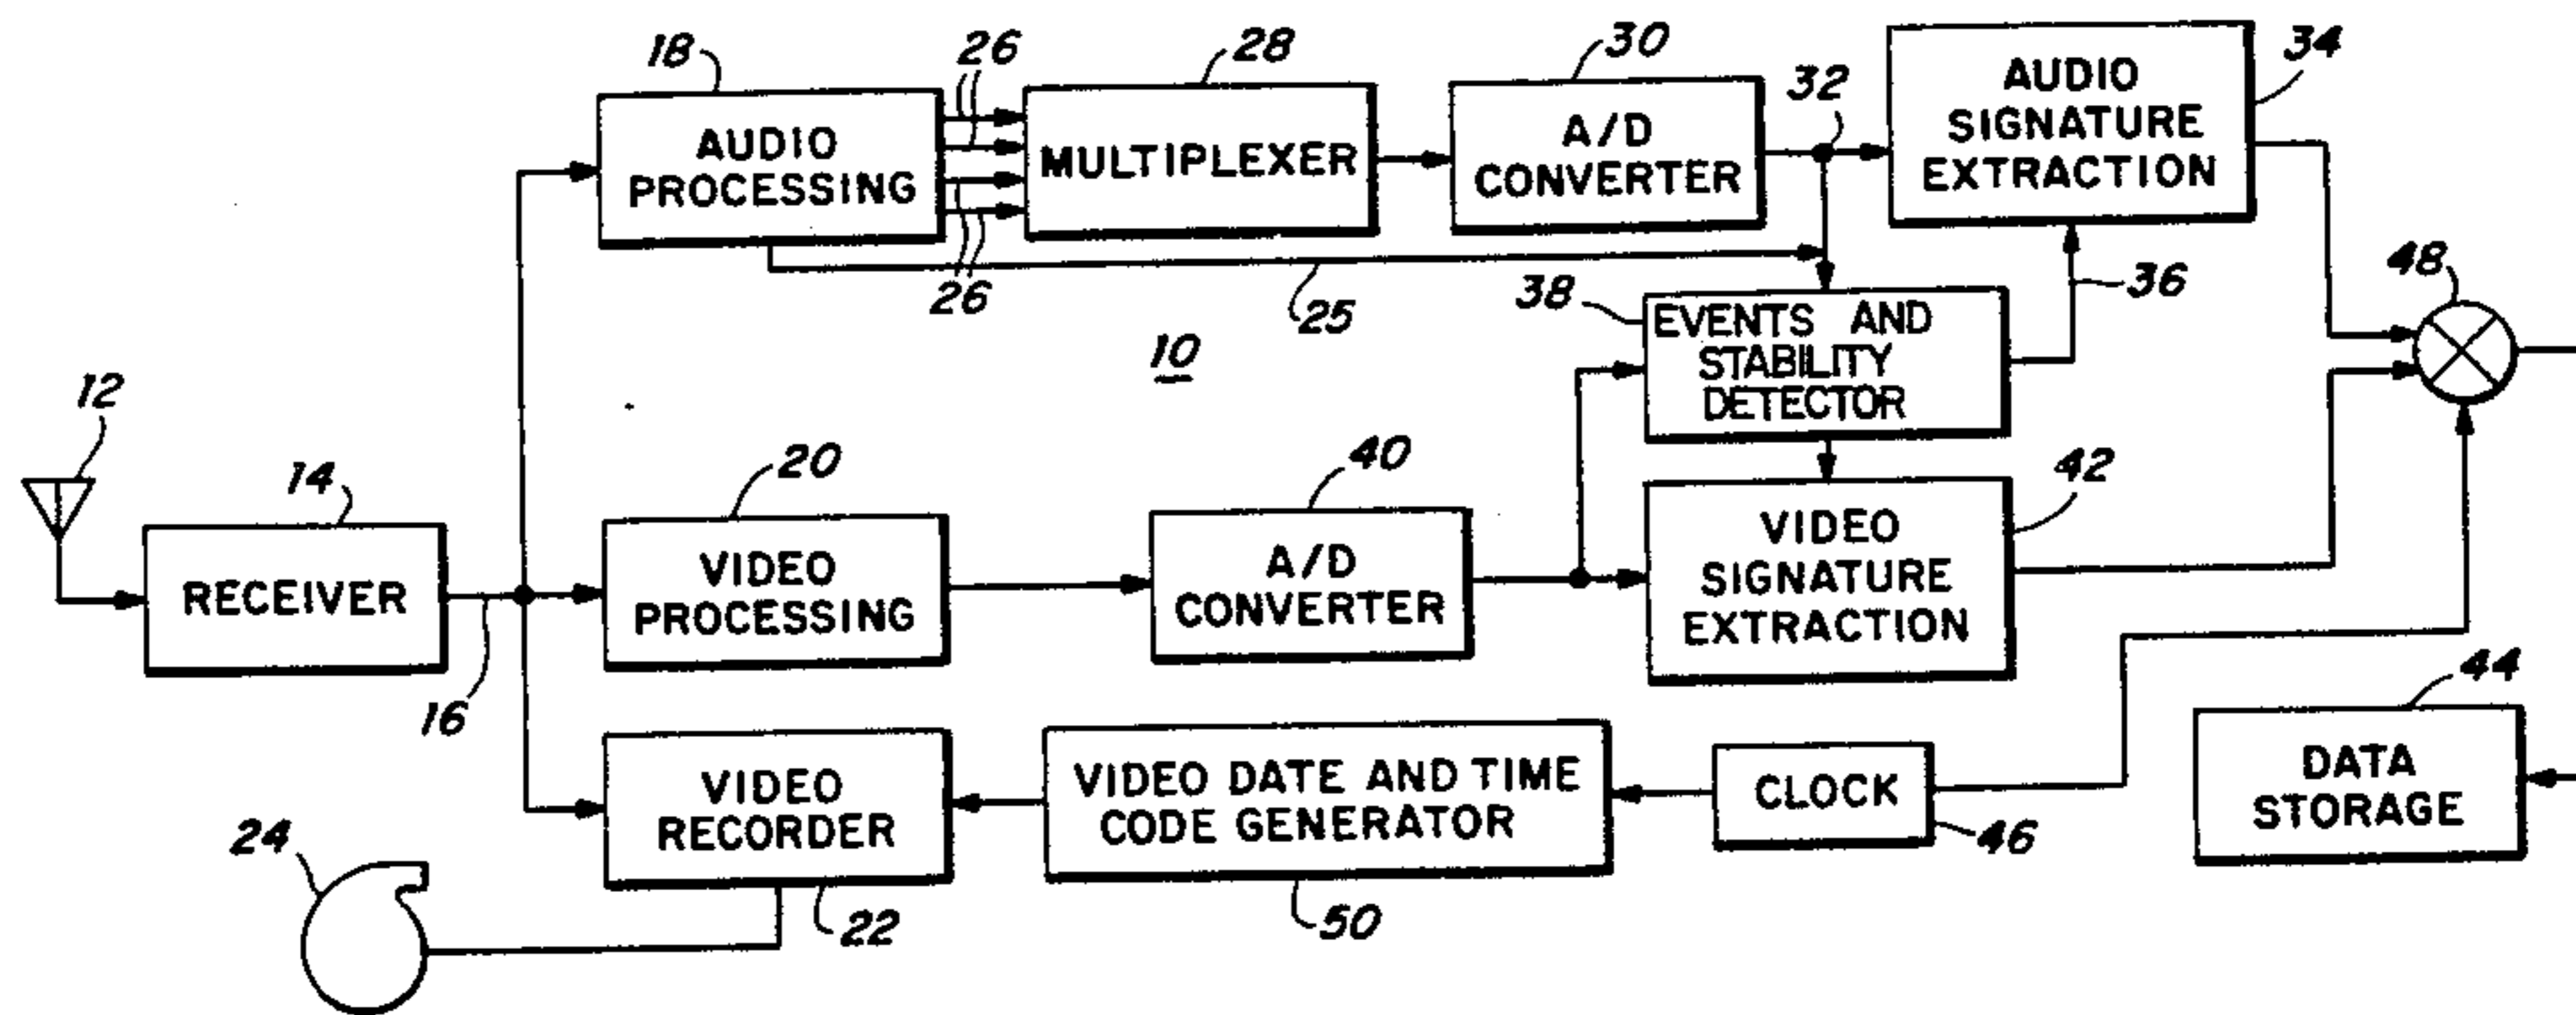 18
26
28
30
32
34
AUDIO
PROCESSING
MULTIPLEXER
A/D
CONVERTER
AUDIO
SIGNATURE
EXTRACTION
26
25
10
38
EVENTS AND
STABILITY
DETECTOR
36
48
12
14
RECEIVER
16
20
VIDEO
PROCESSING
40
A/D
CONVERTER
42
VIDEO
SIGNATURE
EXTRACTION
44
DATA
STORAGE
24
VIDEO
RECORDER
22
VIDEO DATE AND TIME
CODE GENERATOR
50
CLOCK
46